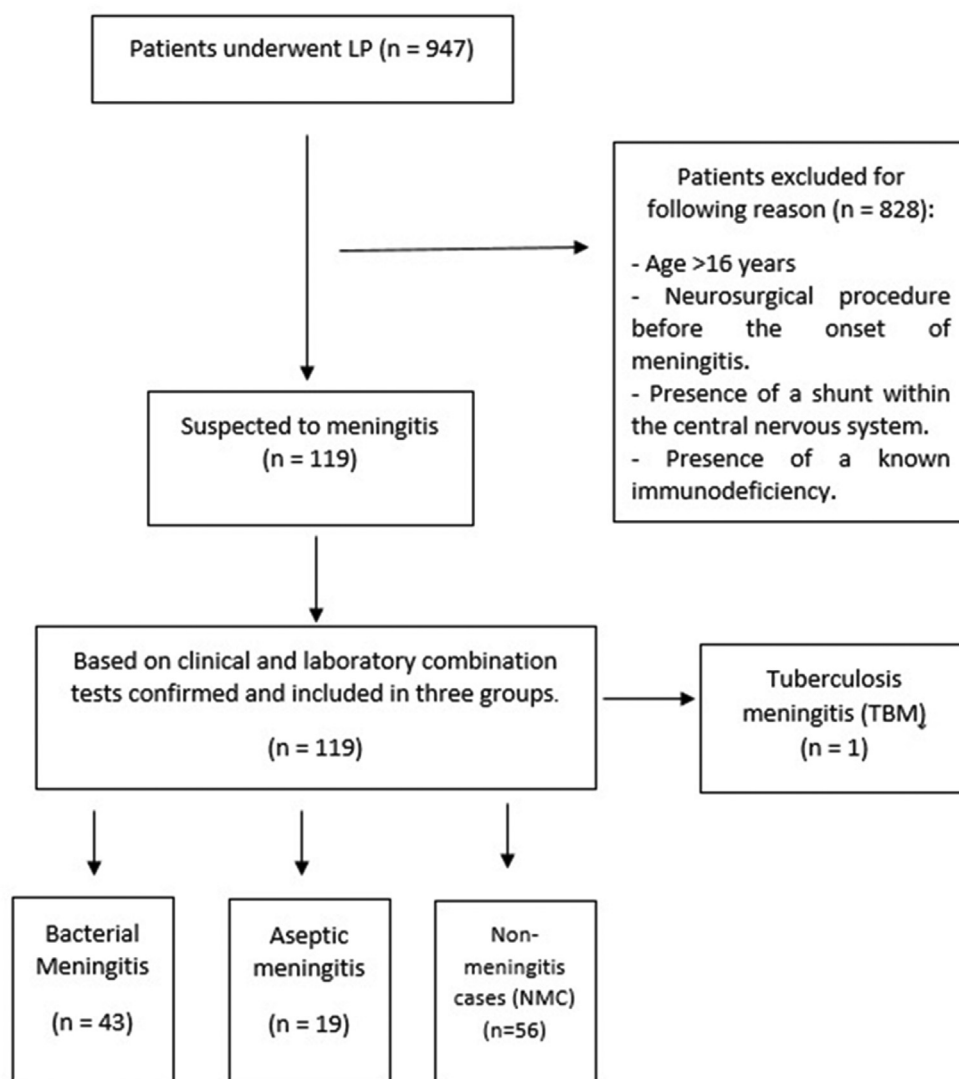 Patients underwent LP (n = 947)
Patients excluded for
following reason (n = 828):
- Age >16 years
- Neurosurgical procedure
before the onset of
meningitis.
- Presence of a shunt within
the central nervous system.
- Presence of a known
immunodeficiency.
Suspected to meningitis
(n = 119)
Based on clinical and laboratory combination
tests confirmed and included in three groups.
(n = 119)
Tuberculosis
meningitis (TBM)
(n = 1)
Bacterial
Meningitis
(n = 43)
Aseptic
meningitis
(n = 19)
Non-
meningitis
cases (NMC)
(n=56)